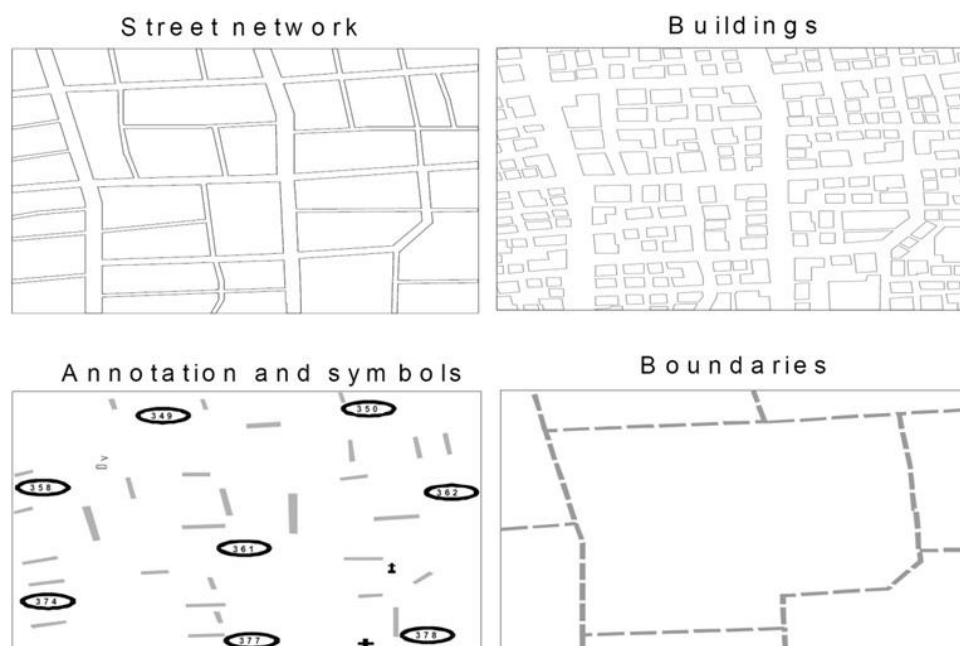 Street network
Buildings
Annotation and symbols
349
350
V
358
362
361
374
377
378
Boundaries